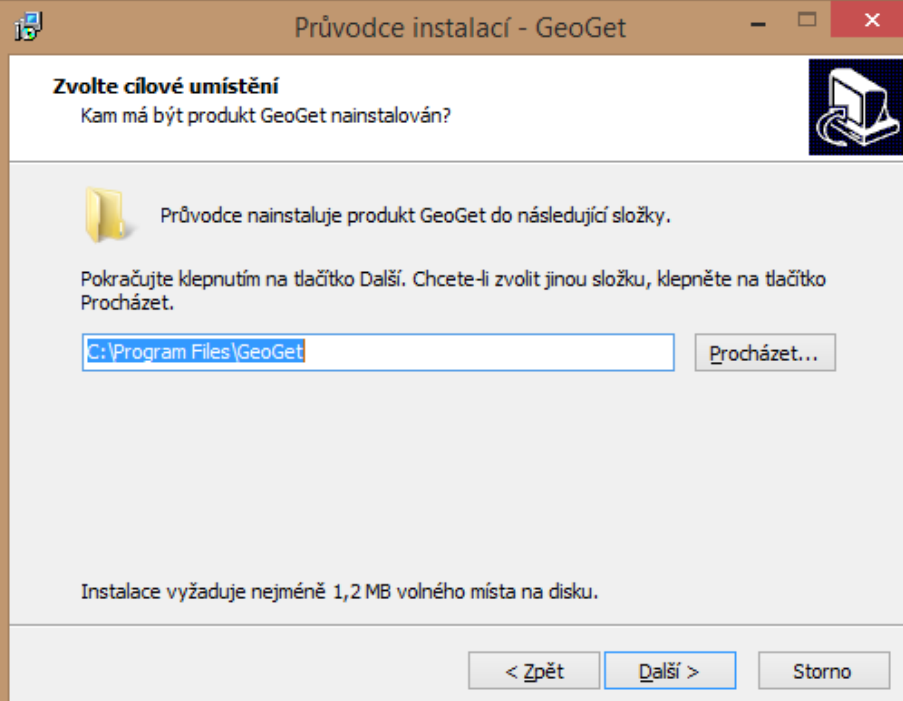 Průvodce instalací - GeoGet
Zvolte cílové umístění
Kam má být produkt GeoGet nainstalován?
Průvodce nainstaluje produkt GeoGet do následující složky.
Pokračujte klepnutím na tlačítko Další. Chcete-li zvolit jinou složku, klepněte na tlačítko
Procházet.
C:\Program Files\GeoGet
Procházet...
Instalace vyžaduje nejméně 1,2 MB volného místa na disku.
< Zpět
Další >
Storno